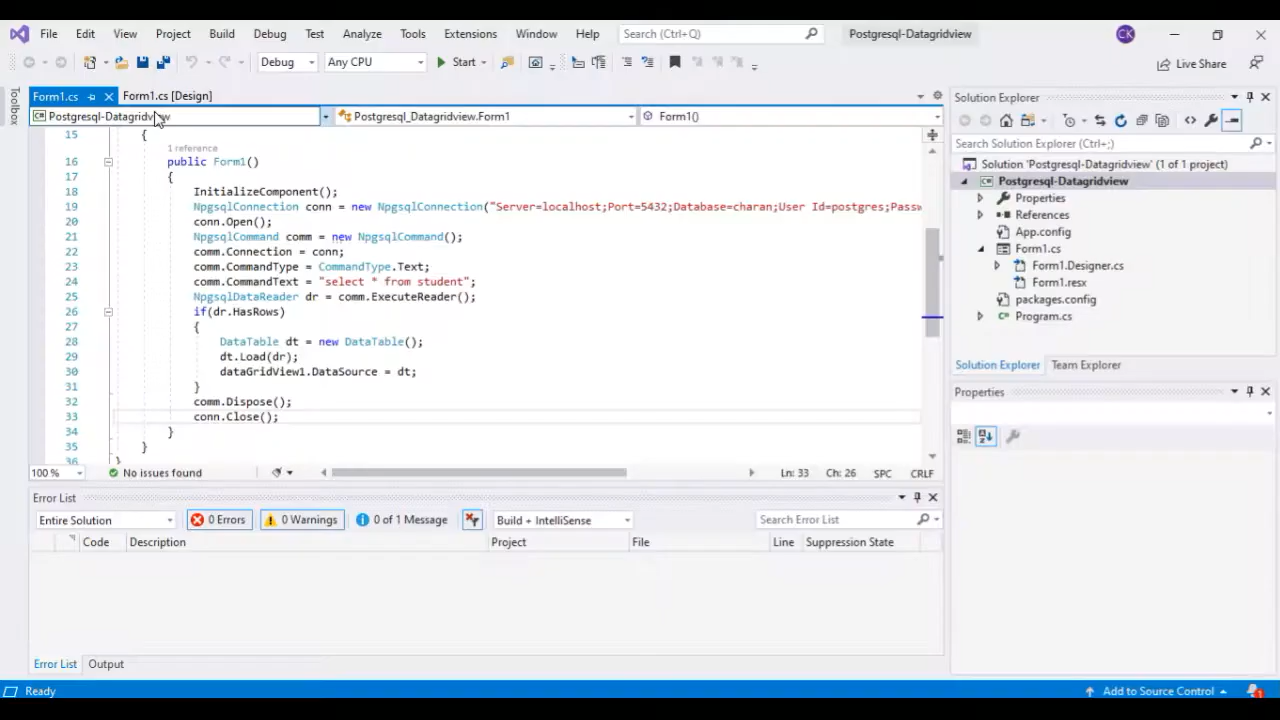 File Edit View Project Build Debug Test Analyze Tools Extensions Window Help Search (Ctrl+Q) Postgresql-Datagridview CK
Debug Any CPU Start Live Share
Toolbox
Form1.cs Form1.cs [Design]
Postgresql-Datagridview Postgresql_Datagridview.Form1 Form1()
15 {
1 reference
16 public Form1()
17 {
18 InitializeComponent();
19 NpgsqlConnection conn = new NpgsqlConnection("Server=localhost;Port=5432;Database=charan;User Id=postgres;Passw
20 conn.Open();
21 NpgsqlCommand comm = new NpgsqlCommand();
22 comm.Connection = conn;
23 comm.CommandType = CommandType.Text;
24 comm.CommandText = "select * from student";
25 NpgsqlDataReader dr = comm.ExecuteReader();
26 if(dr.HasRows)
27 {
28 DataTable dt = new DataTable();
29 dt.Load(dr);
30 dataGridView1.DataSource = dt;
31 }
32 comm.Dispose();
33 conn.Close();
34 }
35 }
36 }
100 % No issues found Ln: 33 Ch: 26 SPC CRLF
Solution Explorer
Search Solution Explorer (Ctrl+;)
Solution 'Postgresql-Datagridview' (1 of 1 project)
Postgresql-Datagridview
Properties
References
App.config
Form1.cs
Form1.Designer.cs
Form1.resx
packages.config
Program.cs
Solution Explorer Team Explorer
Properties
Error List
Entire Solution 0 Errors 0 Warnings 0 of 1 Message Build + IntelliSense Search Error List
Code Description Project File Line Suppression State
Error List Output
Ready Add to Source Control 1